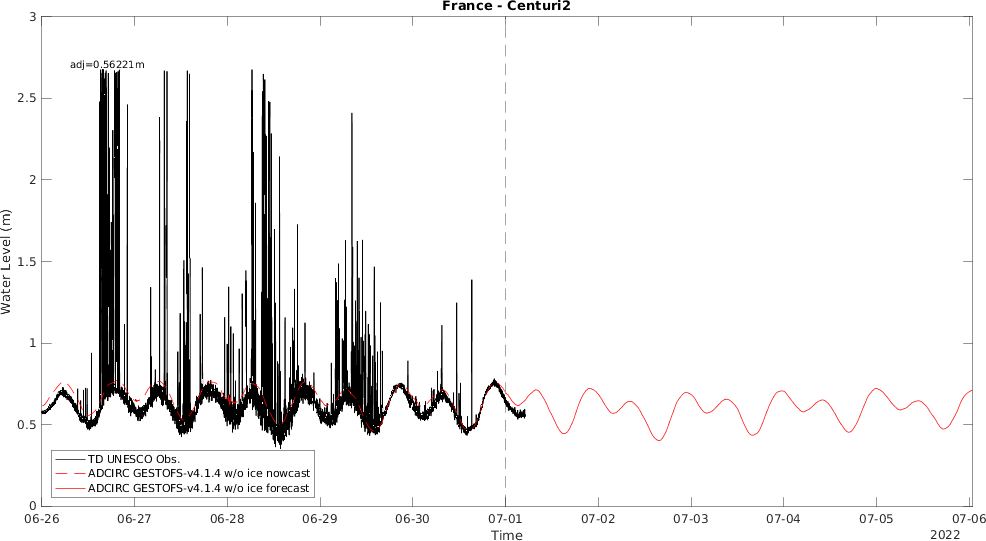 France - Centuri2
adj=0.56221m
Water Level (m)
3
2.5
2
1.5
1
0.5
0
TD UNESCO Obs.
ADCIRC GESTOFS-v4.1.4 w/o ice nowcast
ADCIRC GESTOFS-v4.1.4 w/o ice forecast
06-26 06-27 06-28 06-29 06-30 07-01 07-02 07-03 07-04 07-05 07-06
Time
2022